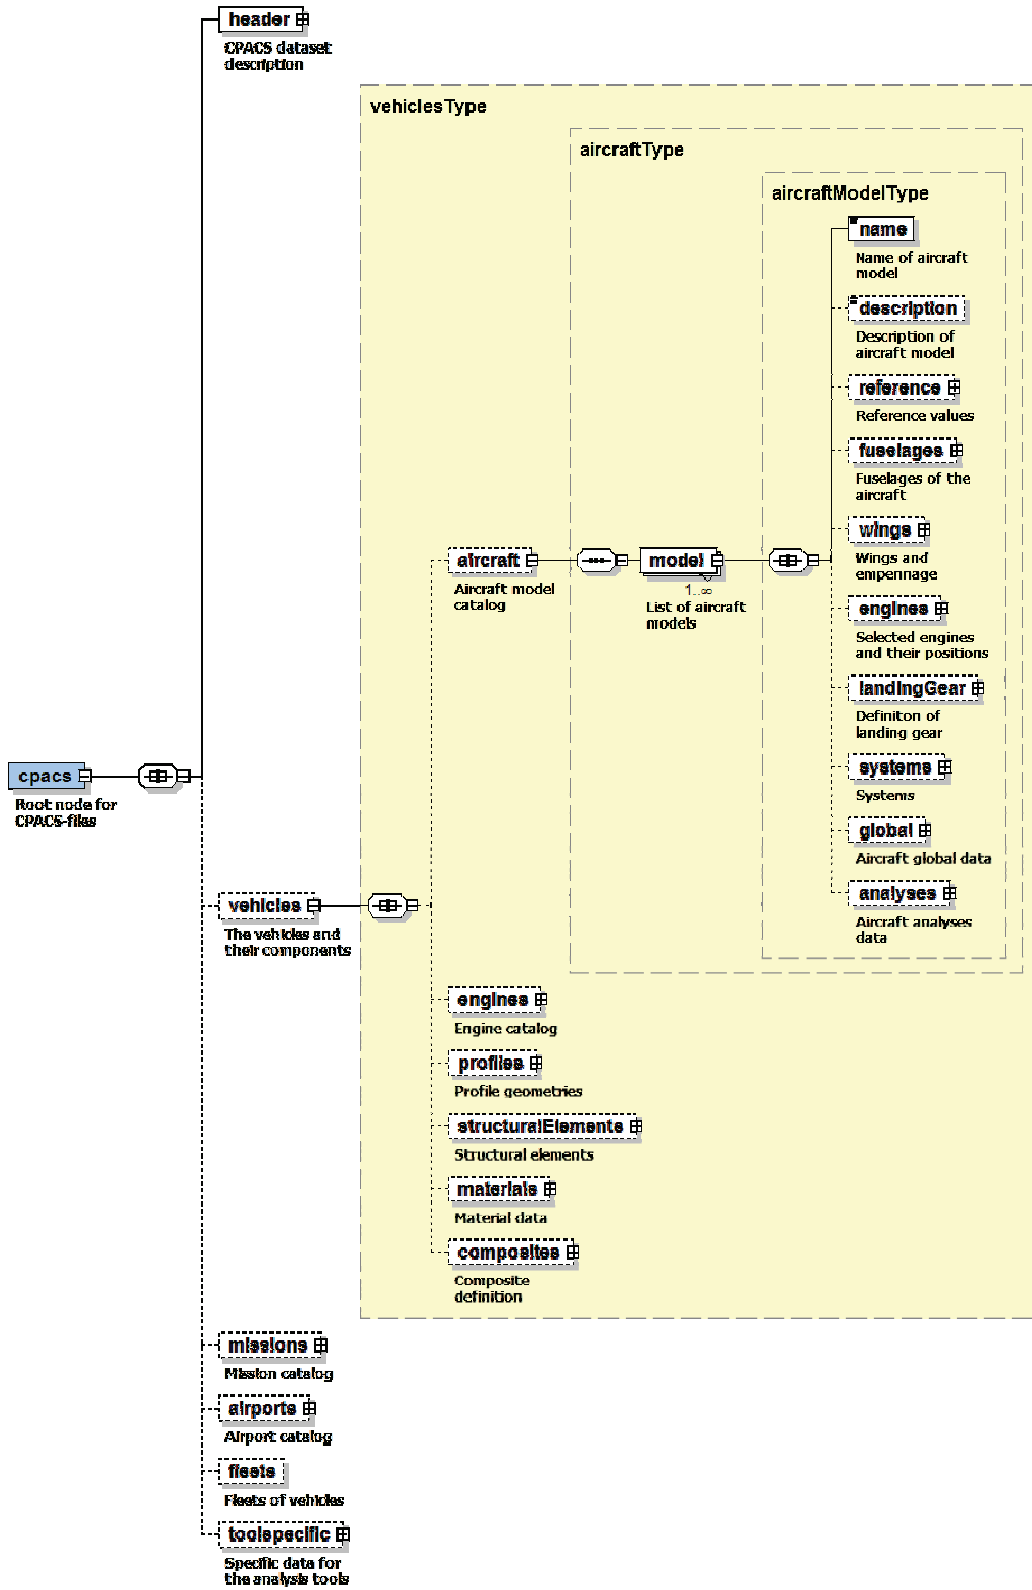 header
CPACS dataset
description
vehiclesType
aircraftType
aircraftModelType
name
Name of aircraft
model
description
Description of
aircraft model
reference
Reference values
fuselages
Fuselages of the
aircraft
wings
Wings and
empennage
aircraft
Aircraft model
catalog
model
1..∞
List of aircraft
models
engines
Selected engines
and their positions
landingGear
Definiton of
landing gear
cpacs
Root node for
CPACS-files
systems
Systems
global
Aircraft global data
analyses
Aircraft analyses
data
vehicles
The vehicles and
their components
engines
Engine catalog
profiles
Profile geometries
structuralElements
Structural elements
materials
Material data
composites
Composite
definition
missions
Mission catalog
airports
Airport catalog
fleets
Fleets of vehicles
toolspecific
Specific data for
the analysis tools